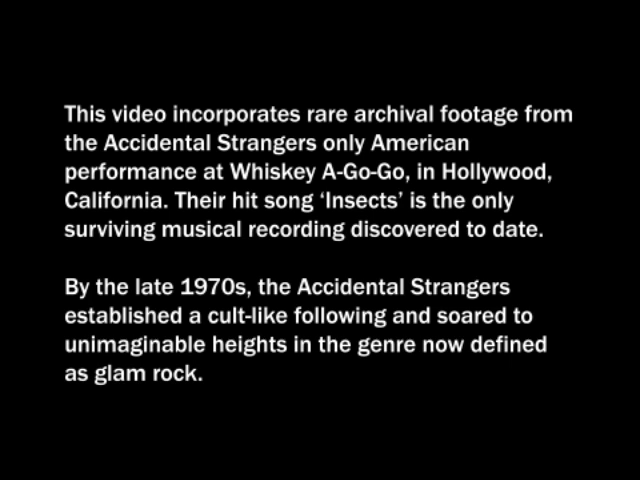 This video incorporates rare archival footage from
the Accidental Strangers only American
performance at Whiskey A-Go-Go, in Hollywood,
California. Their hit song ‘Insects’ is the only
surviving musical recording discovered to date.
By the late 1970s, the Accidental Strangers
established a cult-like following and soared to
unimaginable heights in the genre now defined
as glam rock.